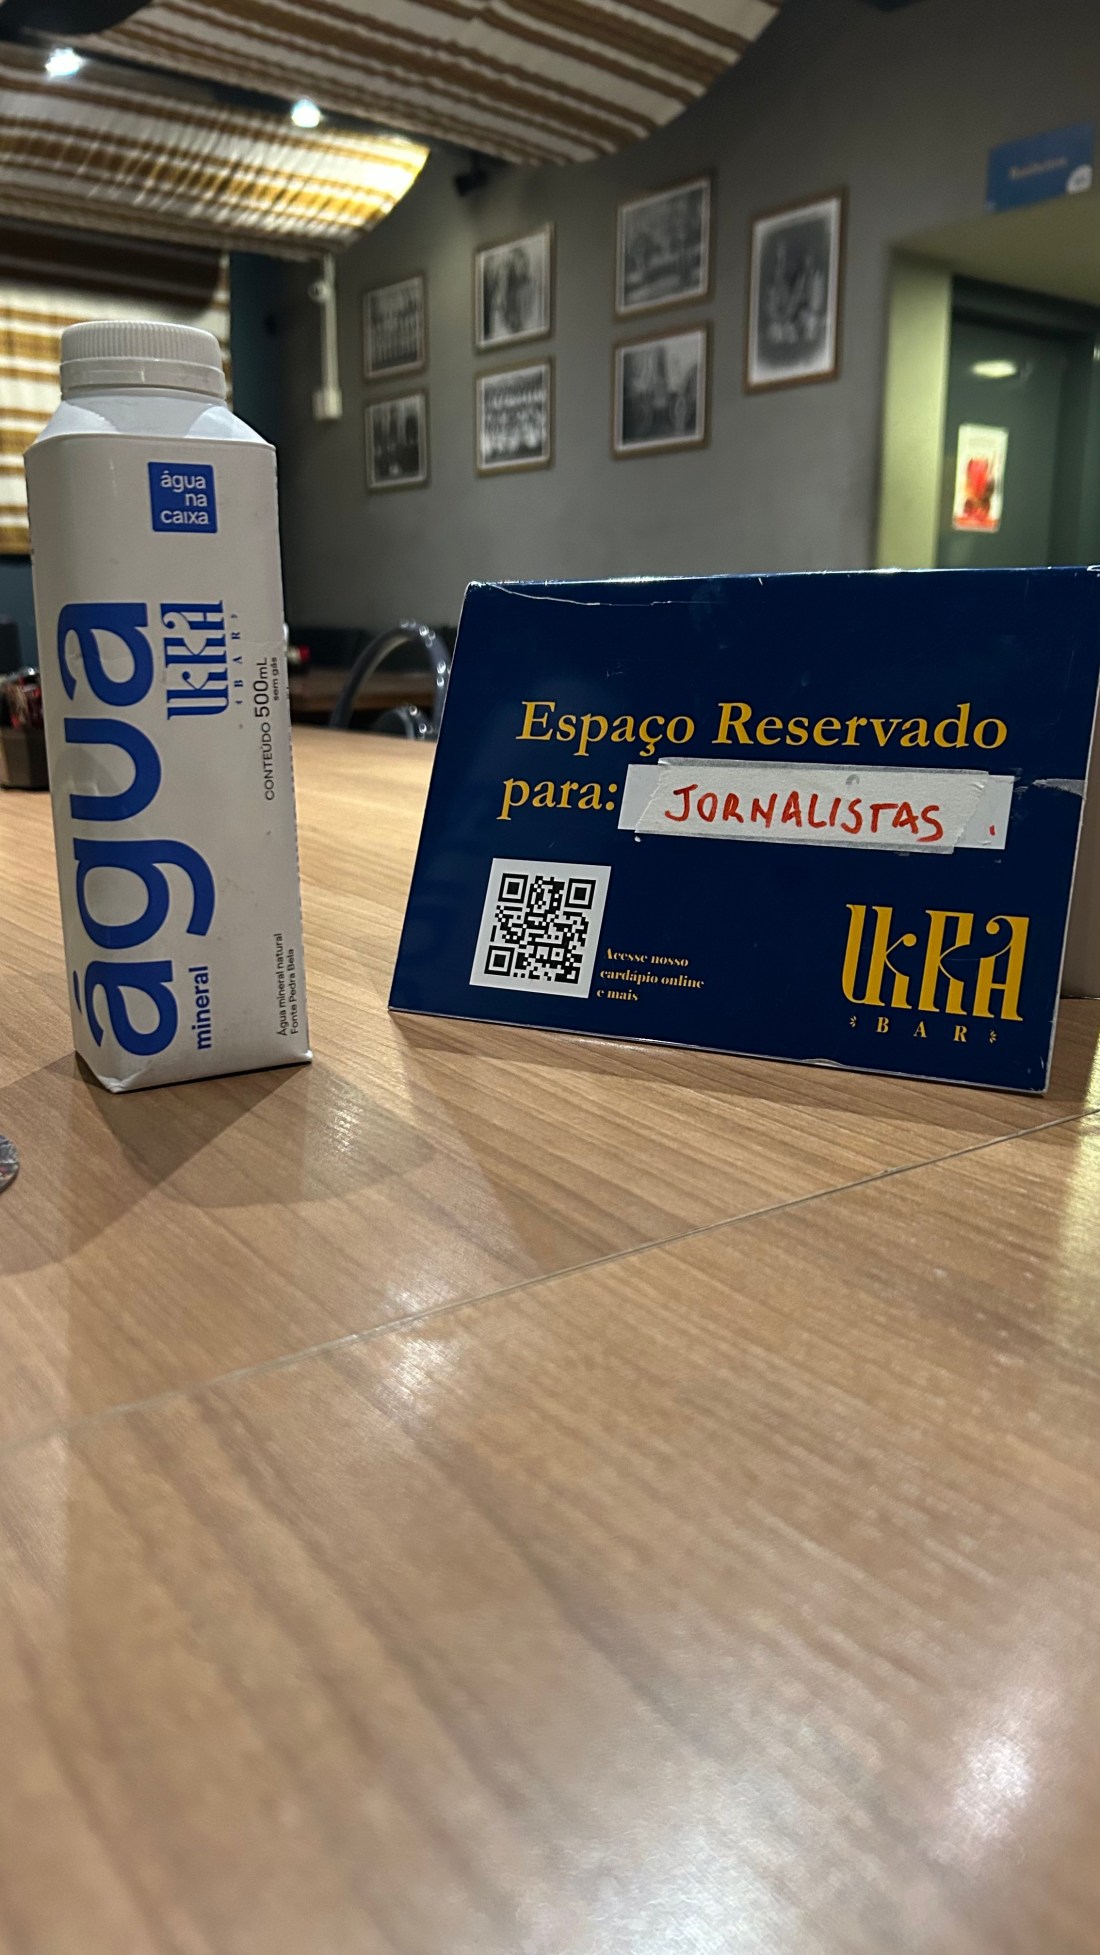 água
na
caixa
água
mineral
UKRA
BAR
CONTEÚDO 500mL
sem gás
Água mineral natural
Fonte Pedra Bela
Espaço Reservado
para: JORNALISTAS
Acesse nosso
cardápio online
e mais
UKRA
BAR